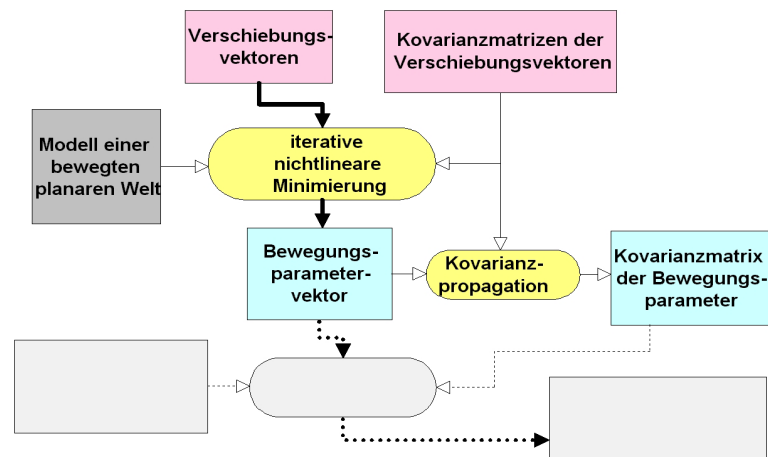 Verschiebungs-
vektoren
Kovarianzmatrizen der
Verschiebungsvektoren
Modell einer
bewegten
planaren Welt
iterative
nichtlineare
Minimierung
Bewegungs-
parameter-
vektor
Kovarianz-
propagation
Kovarianzmatrix
der Bewegungs-
parameter